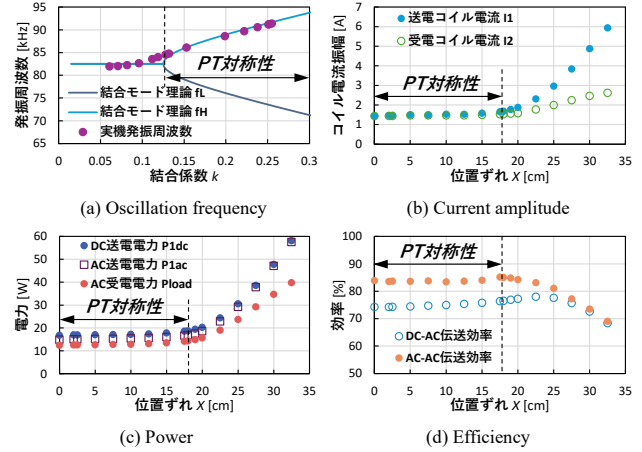 発振周波数 [kHz]
95
90
85
80
75
70
65
0
0.1
0.2
0.3
結合係数 k
PT対称性
結合モード理論 fL
結合モード理論 fH
実機発振周波数
(a) Oscillation frequency
コイル電流振幅 [A]
7
6
5
4
3
2
1
0
0
5
10
15
20
25
30
35
位置ずれ X [cm]
送電コイル電流 I1
受電コイル電流 I2
PT対称性
(b) Current amplitude
電力 [W]
60
50
40
30
20
10
0
0
5
10
15
20
25
30
35
位置ずれ X [cm]
DC送電電力 P1dc
AC送電電力 P1ac
AC受電電力 Pload
PT対称性
(c) Power
効率 [%]
100
90
80
70
60
50
40
0
5
10
15
20
25
30
35
位置ずれ X [cm]
PT対称性
DC-AC伝送効率
AC-AC伝送効率
(d) Efficiency